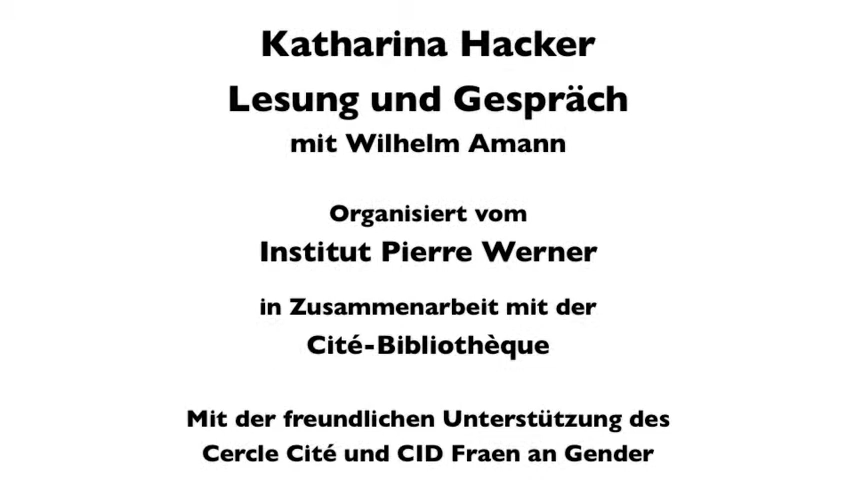 Katharina Hacker
Lesung und Gespräch
mit Wilhelm Amann
Organisiert vom
Institut Pierre Werner
in Zusammenarbeit mit der
Cité-Bibliothèque
Mit der freundlichen Unterstützung des
Cercle Cité und CID Fraen an Gender